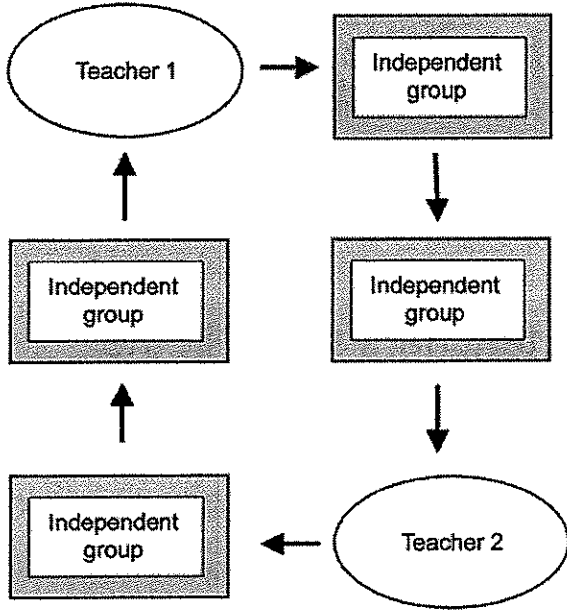 Teacher 1
Independent
group
Independent
group
Independent
group
Independent
group
Teacher 2